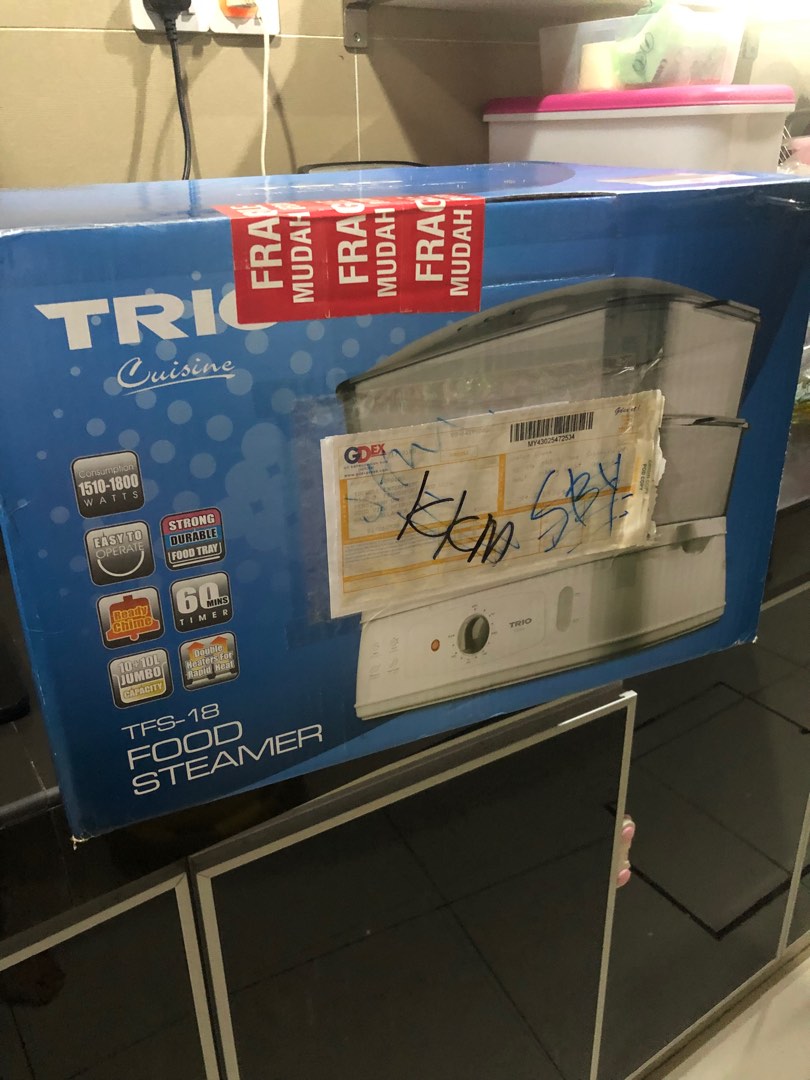 FRAG FRAG FRAG
MUDAH MUDAH MUDAH
TRIO
Cuisine
GDEX
MY43025472534
KKM SBY
Consumption
1510-1800
WATTS
EASY TO
OPERATE
STRONG
DURABLE
FOOD TRAY
Ready
Chime
60 MINS
TIMER
10+10L
JUMBO
CAPACITY
Double
Heaters For
Rapid Heat
TRIO
TFS-18
FOOD
STEAMER